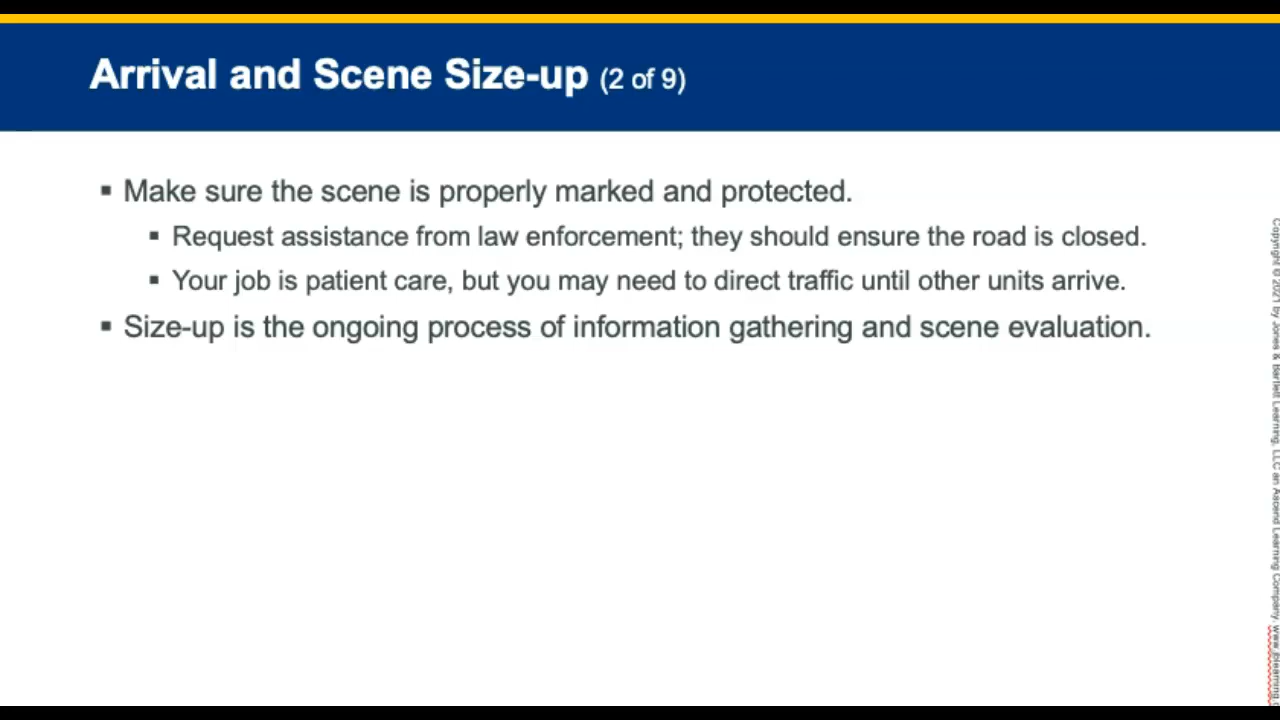 Arrival and Scene Size-up (2 of 9)
▪ Make sure the scene is properly marked and protected.
▪ Request assistance from law enforcement; they should ensure the road is closed.
▪ Your job is patient care, but you may need to direct traffic until other units arrive.
▪ Size-up is the ongoing process of information gathering and scene evaluation.
Copyright © 2021 by Jones & Bartlett Learning, LLC an Ascend Learning Company. www.jblearning.c